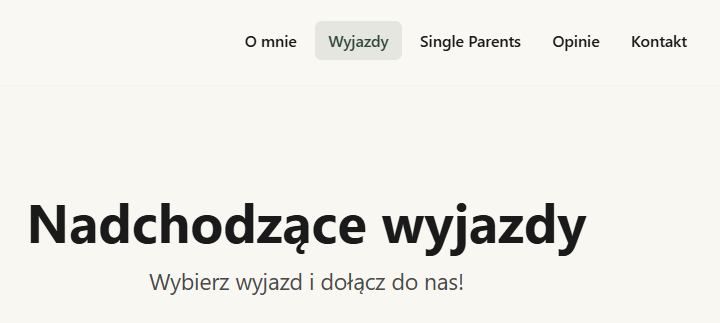 O mnie Wyjazdy Single Parents Opinie Kontakt
Nadchodzące wyjazdy
Wybierz wyjazd i dołącz do nas!